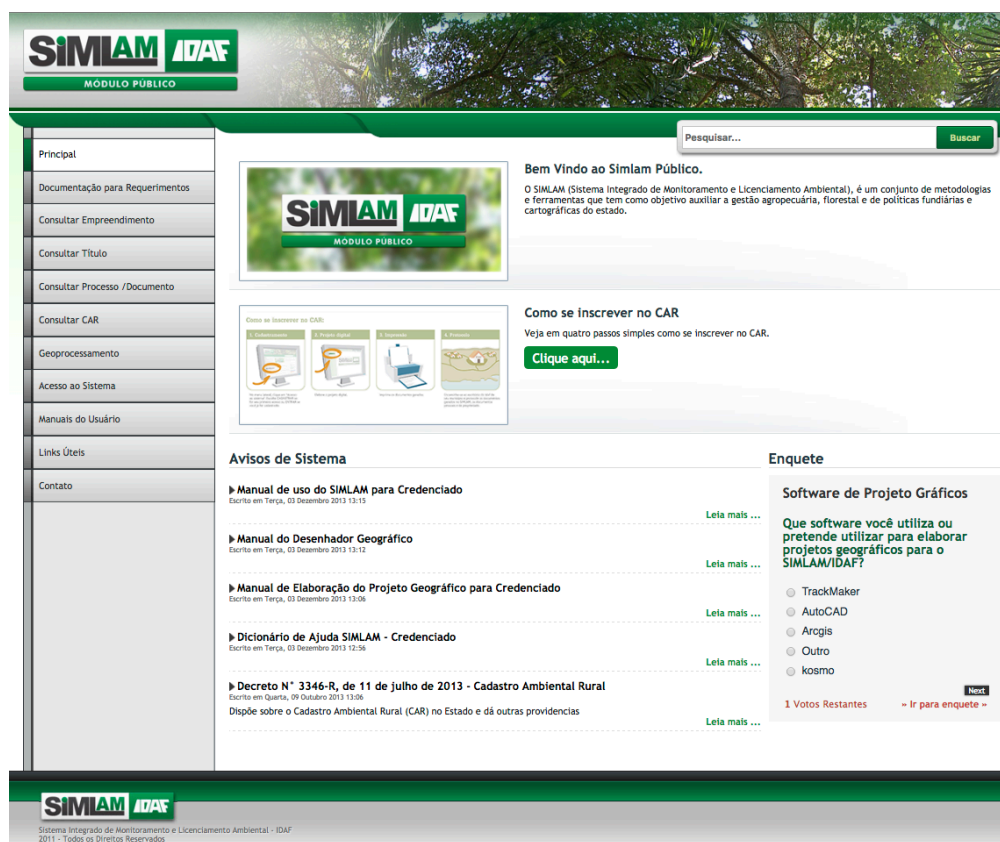 SiMLAM IDAF
MÓDULO PÚBLICO
Pesquisar...
Buscar
Principal
Documentação para Requerimentos
Consultar Empreendimento
Consultar Título
Consultar Processo /Documento
Consultar CAR
Geoprocessamento
Acesso ao Sistema
Manuais do Usuário
Links Úteis
Contato
SiMLAM IDAF
MÓDULO PUBLICO
Bem Vindo ao Simlam Público.
O SIMLAM (Sistema Integrado de Monitoramento e Licenciamento Ambiental), é um conjunto de metodologias
e ferramentas que tem como objetivo auxiliar a gestão agropecuária, florestal e de políticas fundiárias e
cartográficas do estado.
Como se inscrever no CAR:
1. Cadastramento
2. Projeto digital
3. Impressão
4. Protocolo
Como se inscrever no CAR
Veja em quatro passos simples como se inscrever no CAR.
Clique aqui...
Avisos de Sistema
Manual de uso do SIMLAM para Credenciado
Escrito em Terça, 03 Dezembro 2013 13:15
Leia mais ...
Manual do Desenhador Geográfico
Escrito em Terça, 03 Dezembro 2013 13:12
Leia mais ...
Manual de Elaboração do Projeto Geográfico para Credenciado
Escrito em Terça, 03 Dezembro 2013 13:06
Leia mais ...
Dicionário de Ajuda SIMLAM - Credenciado
Escrito em Terça, 03 Dezembro 2013 12:56
Leia mais ...
Decreto N° 3346-R, de 11 de julho de 2013 - Cadastro Ambiental Rural
Escrito em Quarta, 09 Outubro 2013 13:06
Dispõe sobre o Cadastro Ambiental Rural (CAR) no Estado e dá outras providencias
Leia mais ...
Enquete
Software de Projeto Gráficos
Que software você utiliza ou
pretende utilizar para elaborar
projetos geográficos para o
SIMLAM/IDAF?
TrackMaker
AutoCAD
Arcgis
Outro
kosmo
Next
1 Votos Restantes
» Ir para enquete »
SiMLAM IDAF
Sistema Integrado de Monitoramento e Licenciamento Ambiental - IDAF
2011 - Todos os Direitos Reservados